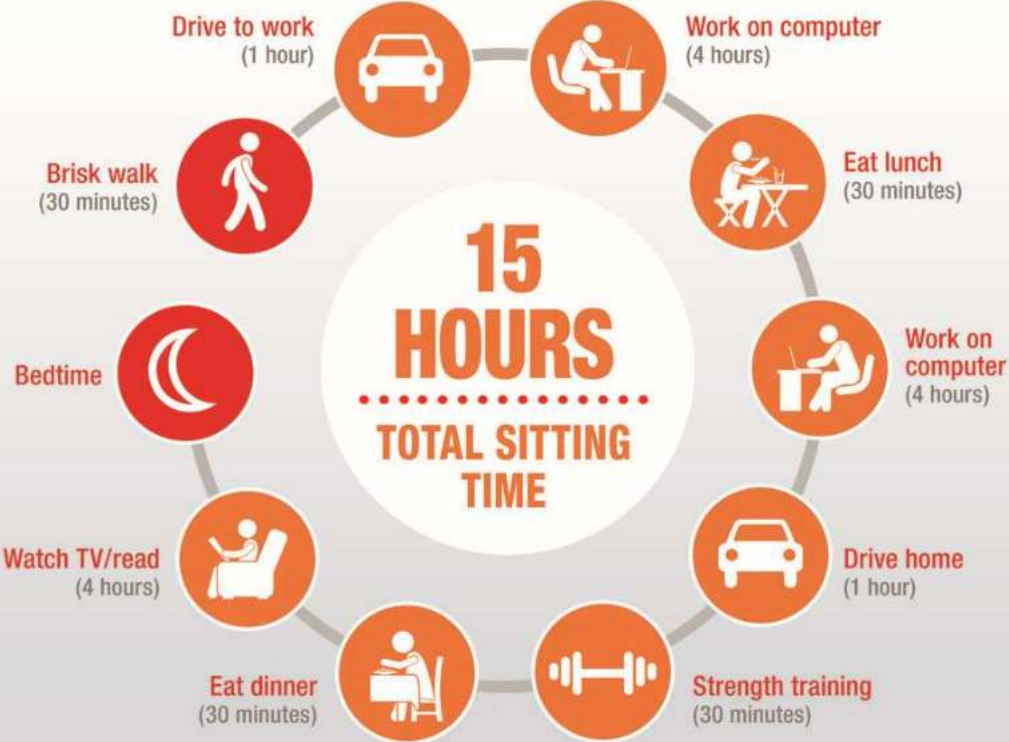 Drive to work
(1 hour)
Work on computer
(4 hours)
Brisk walk
(30 minutes)
Eat lunch
(30 minutes)
15
HOURS
TOTAL SITTING
TIME
Bedtime
Work on
computer
(4 hours)
Watch TV/read
(4 hours)
Drive home
(1 hour)
Eat dinner
(30 minutes)
Strength training
(30 minutes)